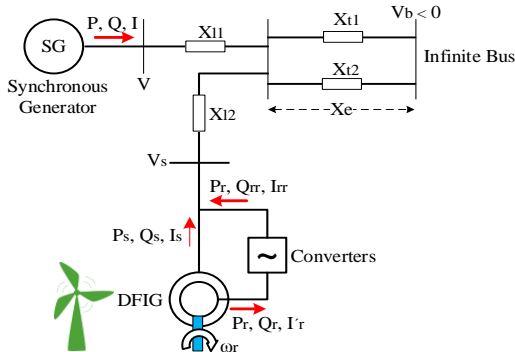 P, Q, I
SG
Synchronous
Generator
V
Xl1
Xt1
Xt2
Xe
Vb < 0
Infinite Bus
Xl2
Vs
Pr, Qrr, Irr
Ps, Qs, Is
~
Converters
DFIG
Pr, Qr, I´r
ωr